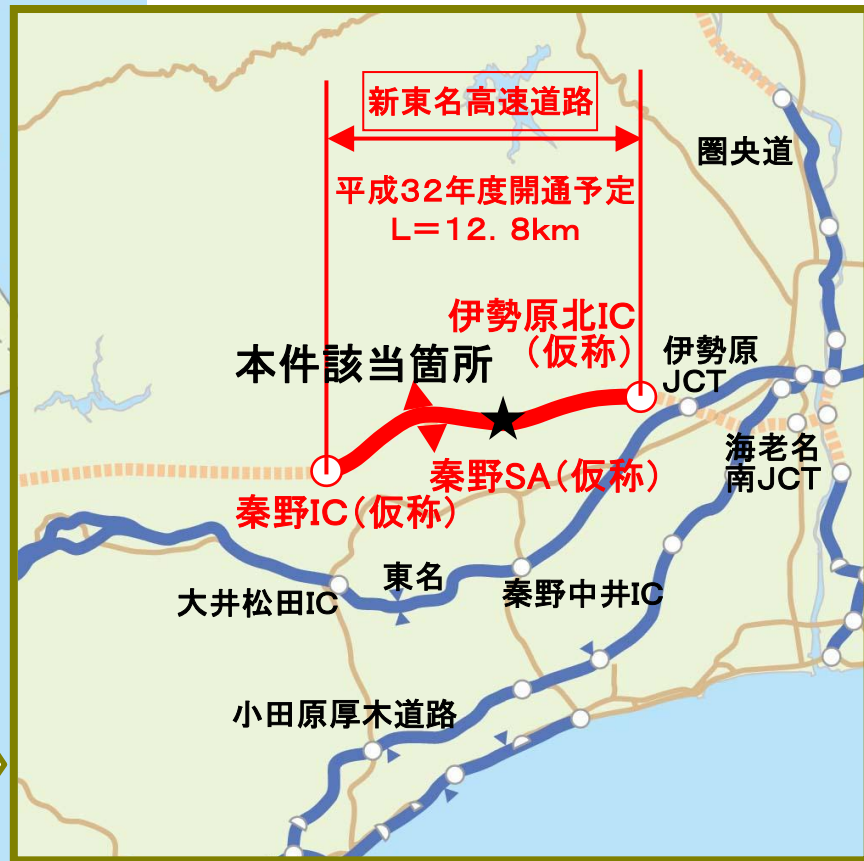 新東名高速道路
圏央道
平成32年度開通予定
L=12.8km
伊勢原北IC
(仮称)
伊勢原
JCT
本件該当箇所
海老名
南JCT
秦野SA(仮称)
秦野IC(仮称)
東名
大井松田IC
秦野中井IC
小田原厚木道路